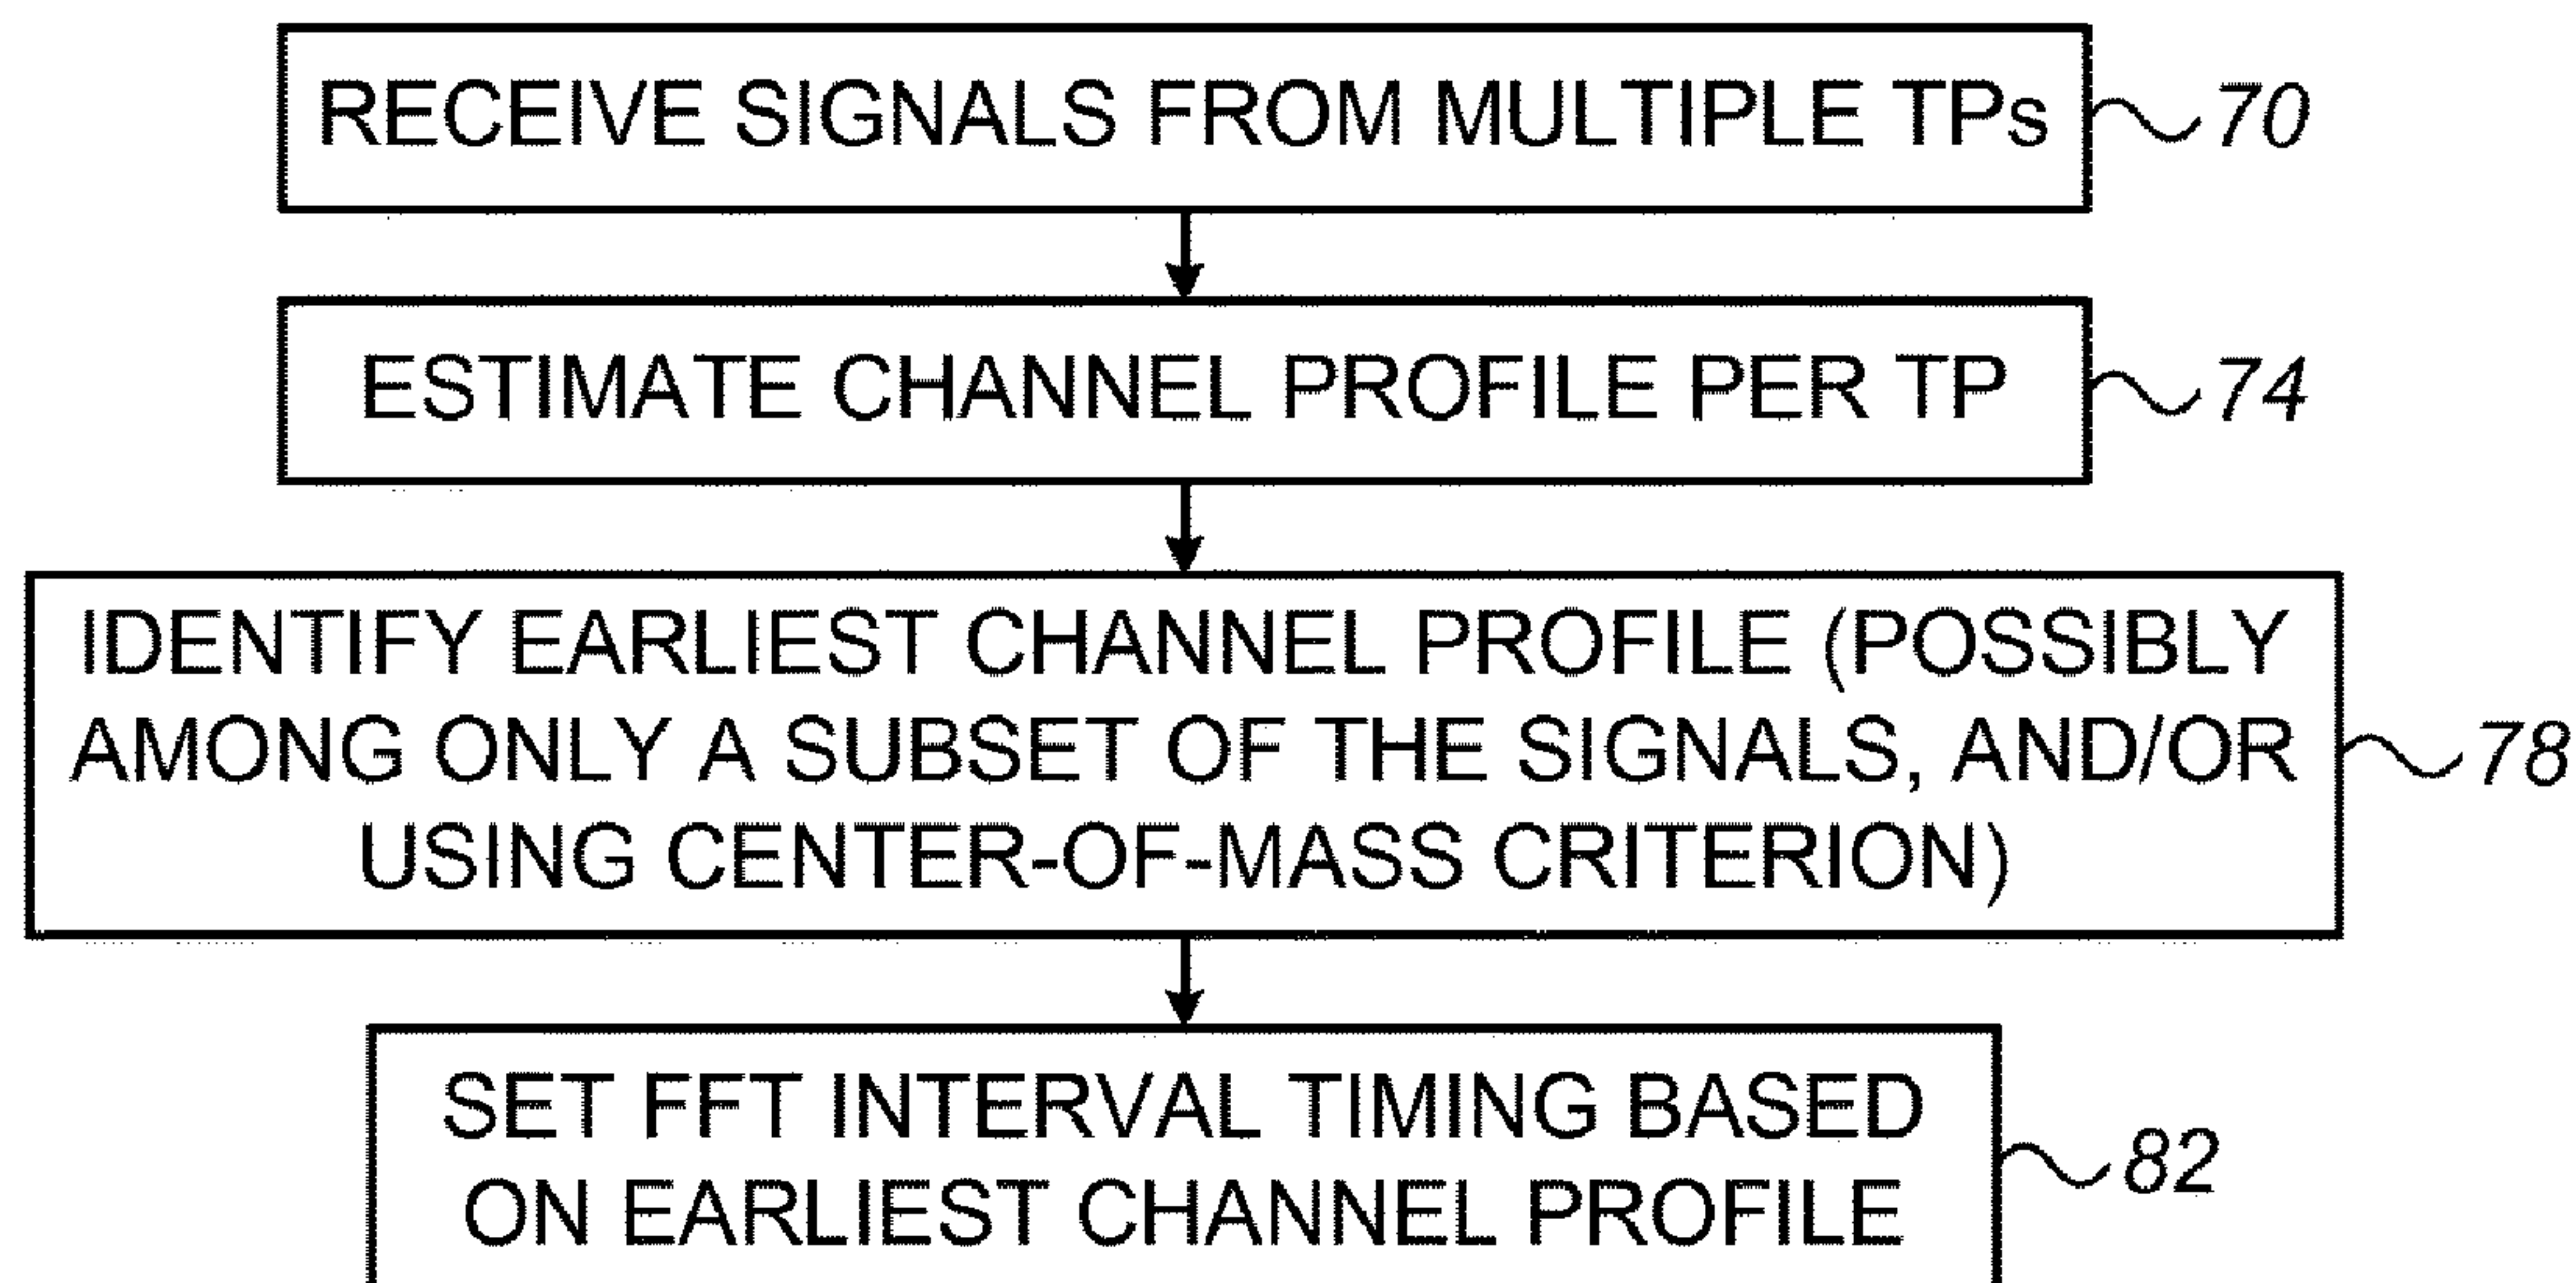 RECEIVE SIGNALS FROM MULTIPLE TPs
70
ESTIMATE CHANNEL PROFILE PER TP
74
IDENTIFY EARLIEST CHANNEL PROFILE (POSSIBLY
AMONG ONLY A SUBSET OF THE SIGNALS, AND/OR
USING CENTER-OF-MASS CRITERION)
78
SET FFT INTERVAL TIMING BASED
ON EARLIEST CHANNEL PROFILE
82